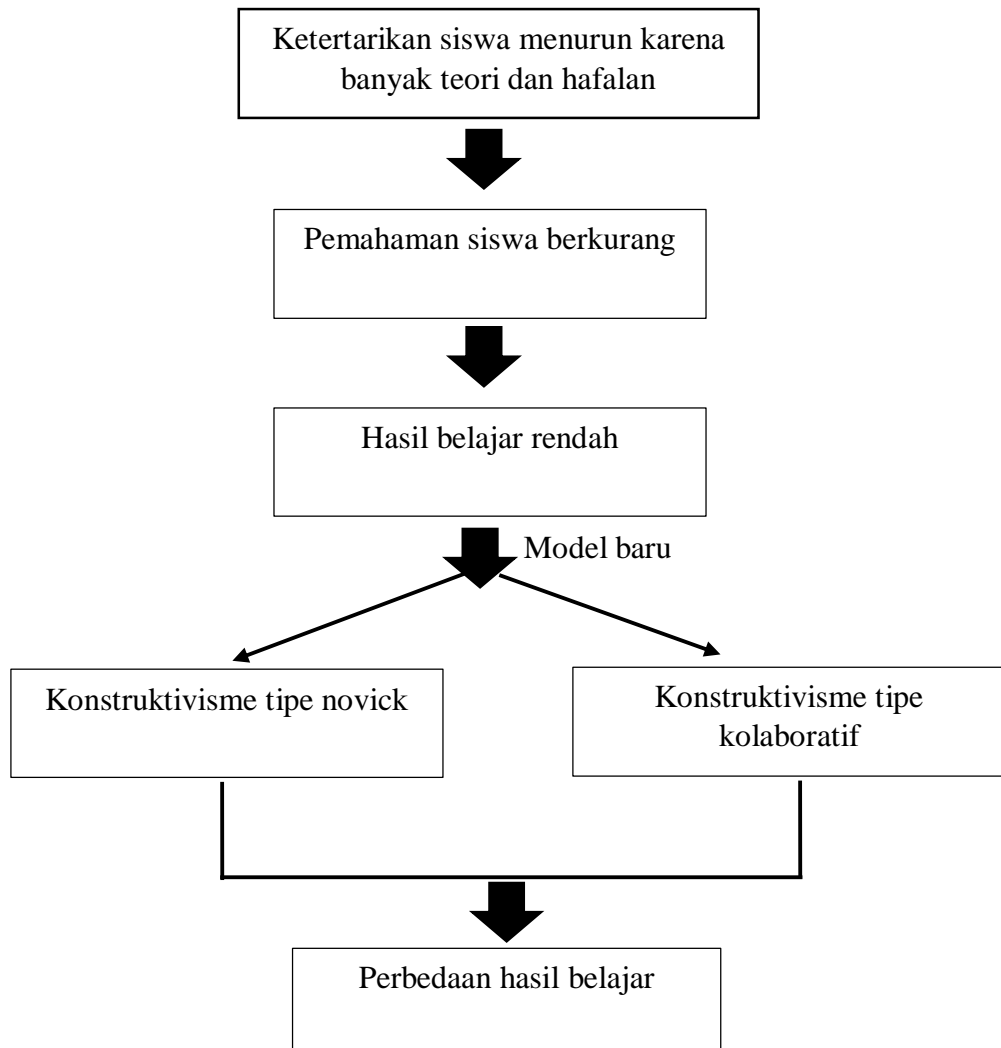 Ketertarikan siswa menurun karena
banyak teori dan hafalan
Pemahaman siswa berkurang
Hasil belajar rendah
Model baru
Konstruktivisme tipe novick
Konstruktivisme tipe
kolaboratif
Perbedaan hasil belajar